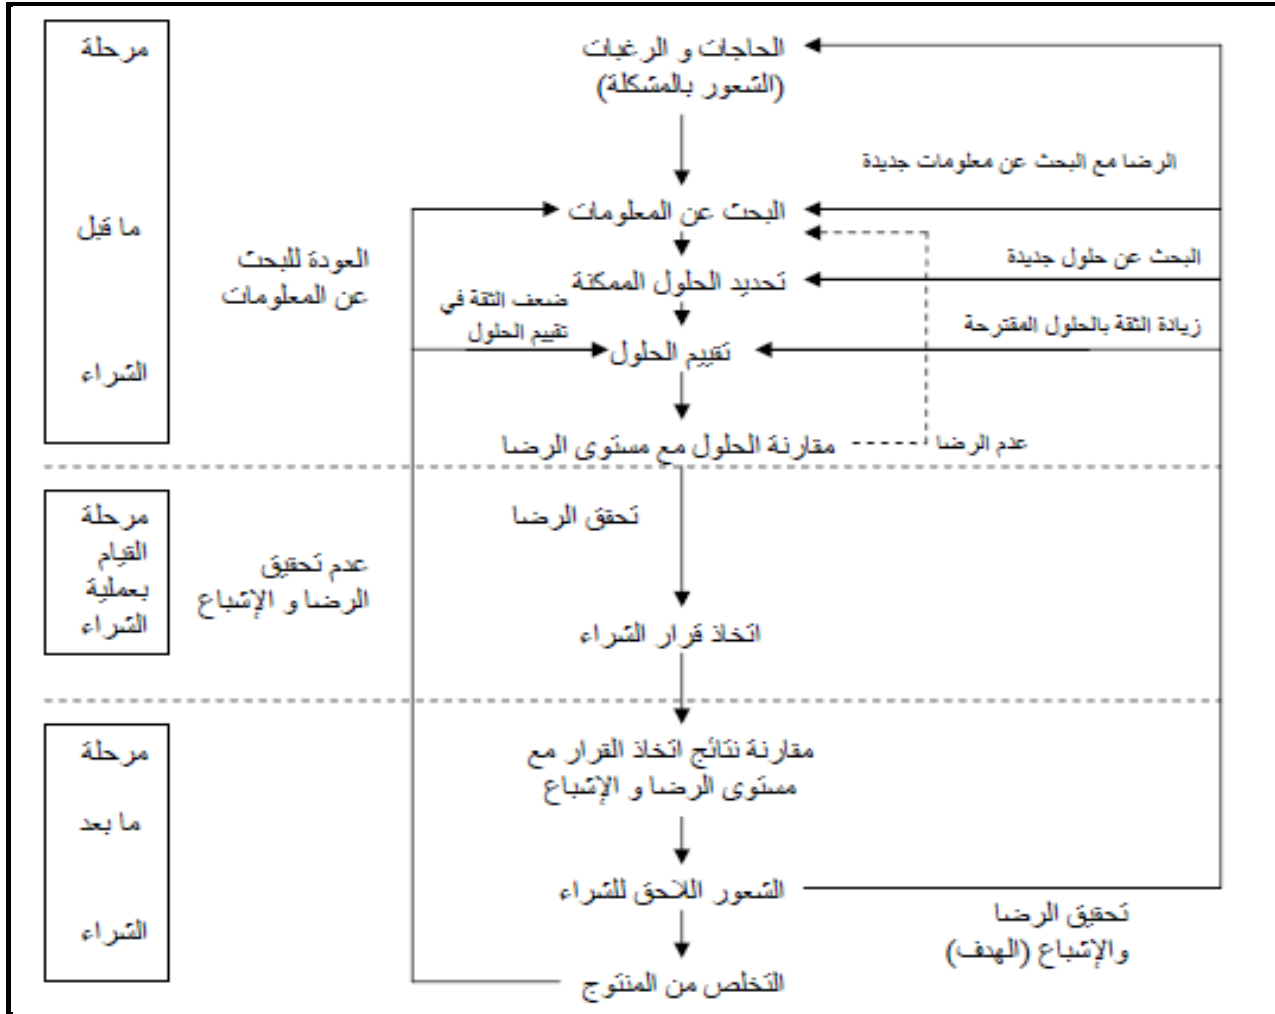 مرحلة
ما قبل
الشراء
الحاجات و الرغبات
(الشعور بالمشكلة)
الرضا مع البحث عن معلومات جديدة
البحث عن المعلومات
العودة للبحث
عن المعلومات
البحث عن حلول جديدة
تحديد الحلول الممكنة
ضعف الثقة في
تقييم الحلول
زيادة الثقة بالحلول المقترحة
تقييم الحلول
مقارنة الحلول مع مستوى الرضا
عدم الرضا
مرحلة
القيام
بعملية
الشراء
تحقق الرضا
عدم تحقيق
الرضا و الإشباع
اتخاذ قرار الشراء
مرحلة
ما بعد
الشراء
مقارنة نتائج اتخاذ القرار مع
مستوى الرضا و الإشباع
الشعور اللاحق للشراء
تحقيق الرضا
والإشباع (الهدف)
التخلص من المنتوج